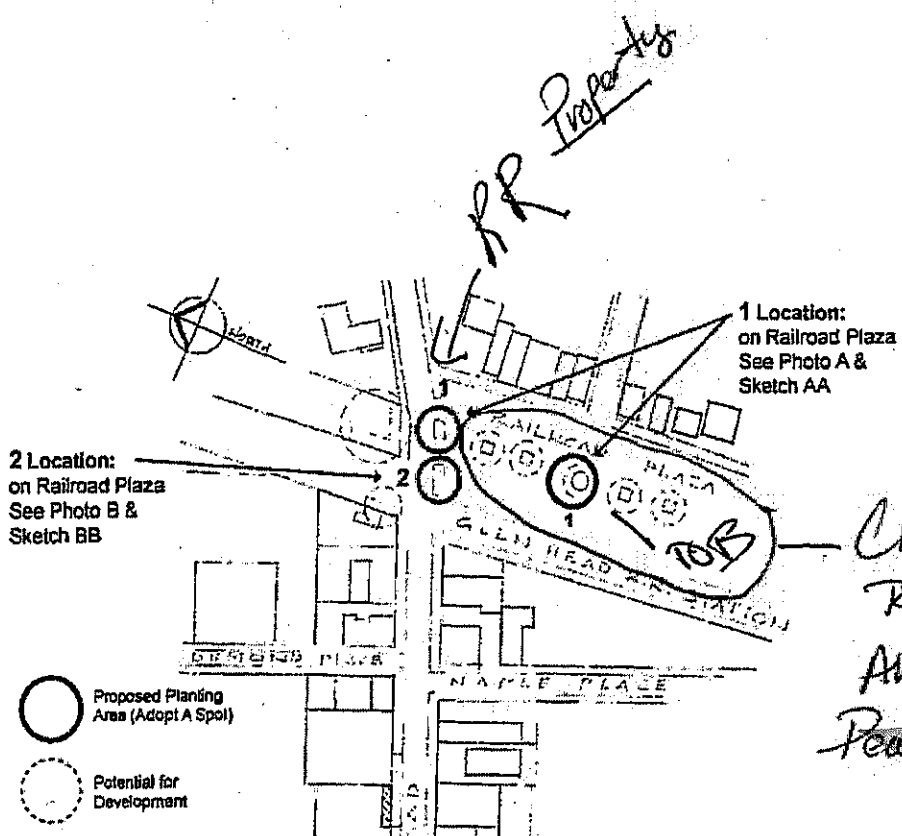 RR Property
NORTH
1 Location:
on Railroad Plaza
See Photo A &
Sketch AA
1
2 Location:
on Railroad Plaza
See Photo B &
Sketch BB
2
RAILROAD PLAZA
1
TOB
GLEN HEAD R.R. STATION
MAPLE PLACE
PLACE
Proposed Planting
Area (Adopt A Spot)
Potential for
Development